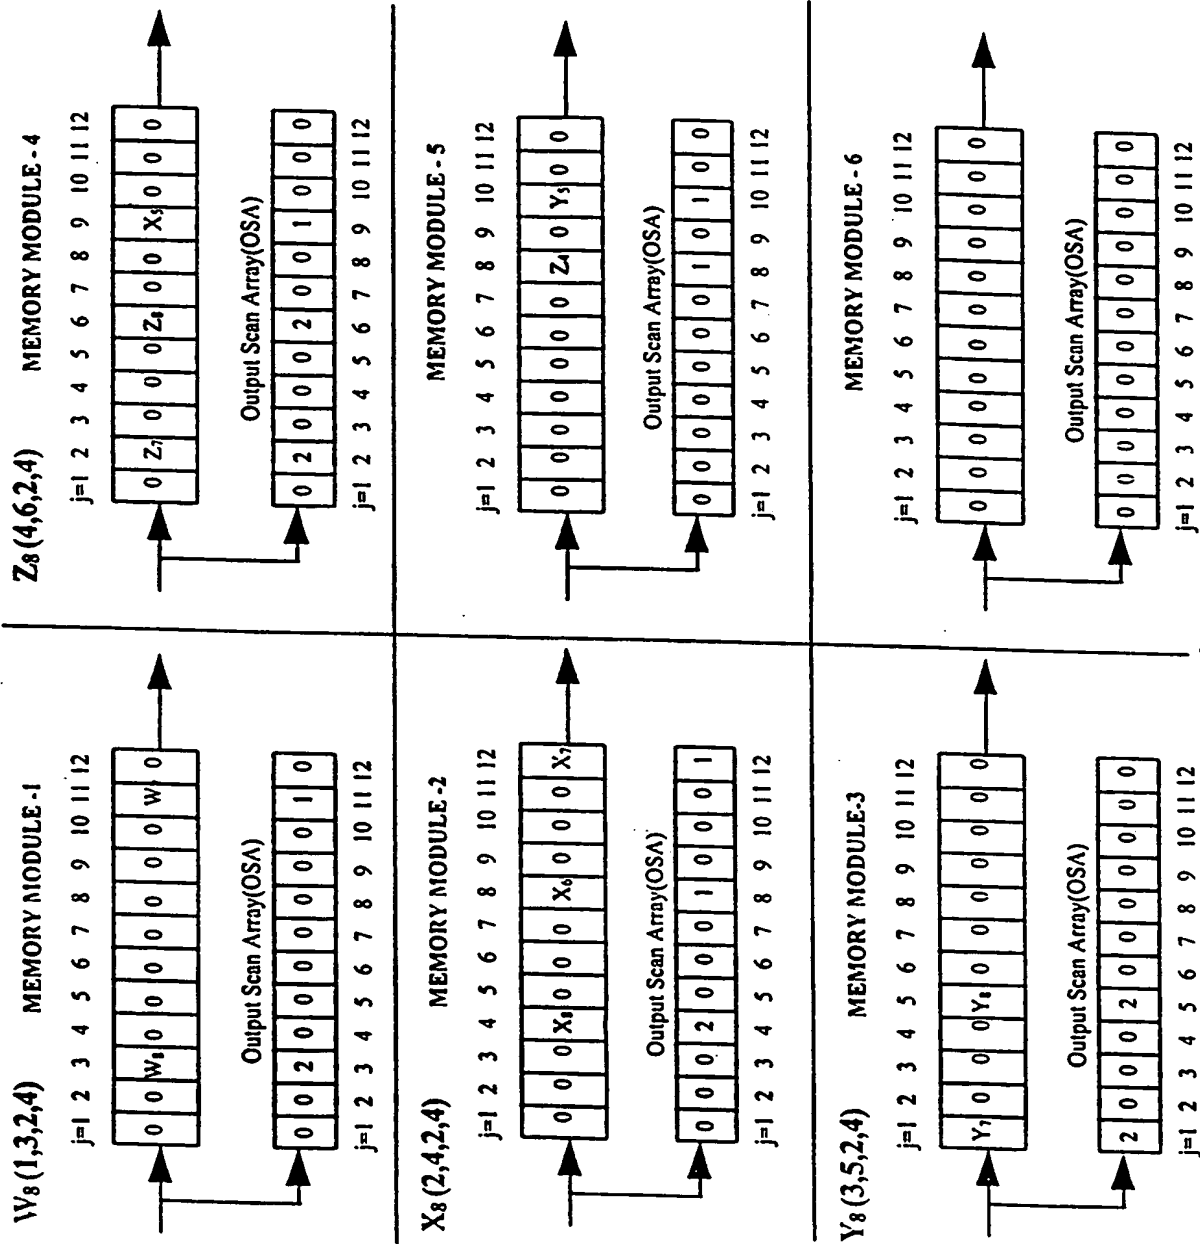 W8 (1,3,2,4) MEMORY MODULE -1
j=1 2 3 4 5 6 7 8 9 10 11 12
0 0 W8 0 0 0 0 0 0 0 W7 0
Output Scan Array(OSA)
0 0 2 0 0 0 0 0 0 0 1 0
j=1 2 3 4 5 6 7 8 9 10 11 12
X8 (2,4,2,4) MEMORY MODULE -2
j=1 2 3 4 5 6 7 8 9 10 11 12
0 0 0 X8 0 0 0 X6 0 0 0 X7
Output Scan Array(OSA)
0 0 0 2 0 0 0 1 0 0 0 1
j=1 2 3 4 5 6 7 8 9 10 11 12
Y8 (3,5,2,4) MEMORY MODULE-3
j=1 2 3 4 5 6 7 8 9 10 11 12
Y7 0 0 0 Y8 0 0 0 0 0 0 0
Output Scan Array(OSA)
2 0 0 0 2 0 0 0 0 0 0 0
j=1 2 3 4 5 6 7 8 9 10 11 12
Z8 (4,6,2,4) MEMORY MODULE - 4
j=1 2 3 4 5 6 7 8 9 10 11 12
0 Z7 0 0 0 Z8 0 0 X5 0 0 0
Output Scan Array(OSA)
0 2 0 0 0 2 0 0 1 0 0 0
j=1 2 3 4 5 6 7 8 9 10 11 12
MEMORY MODULE - 5
j=1 2 3 4 5 6 7 8 9 10 11 12
0 0 0 0 0 0 0 Z4 0 Y5 0 0
Output Scan Array(OSA)
0 0 0 0 0 0 0 1 0 1 0 0
j=1 2 3 4 5 6 7 8 9 10 11 12
MEMORY MODULE - 6
j=1 2 3 4 5 6 7 8 9 10 11 12
0 0 0 0 0 0 0 0 0 0 0 0
Output Scan Array(OSA)
0 0 0 0 0 0 0 0 0 0 0 0
j=1 2 3 4 5 6 7 8 9 10 11 12